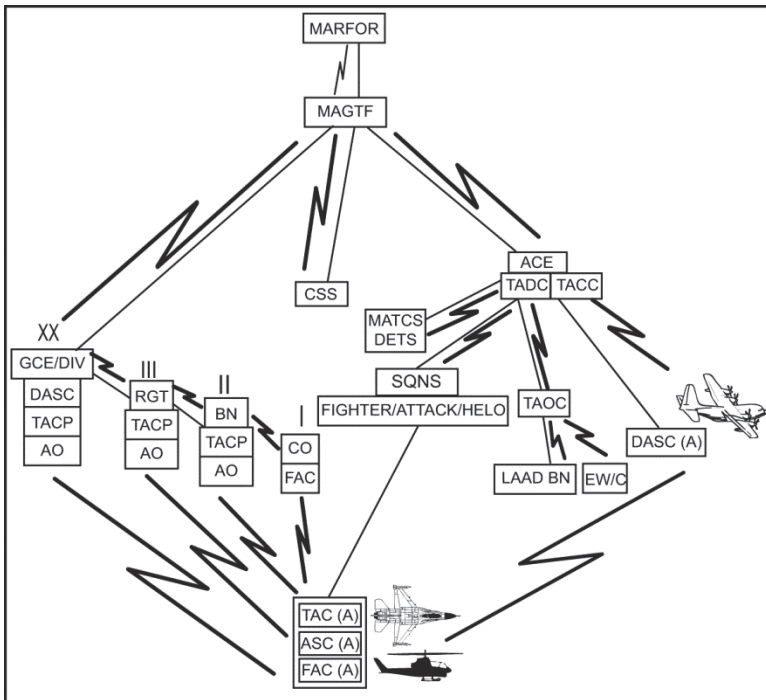 MARFOR
MAGTF
ACE
TADC TACC
CSS
MATCS
DETS
XX
GCE/DIV
DASC
TACP
AO
III
RGT
TACP
AO
II
BN
TACP
AO
I
CO
FAC
SQNS
FIGHTER/ATTACK/HELO
TAOC
DASC (A)
LAAD BN
EW/C
TAC (A)
ASC (A)
FAC (A)